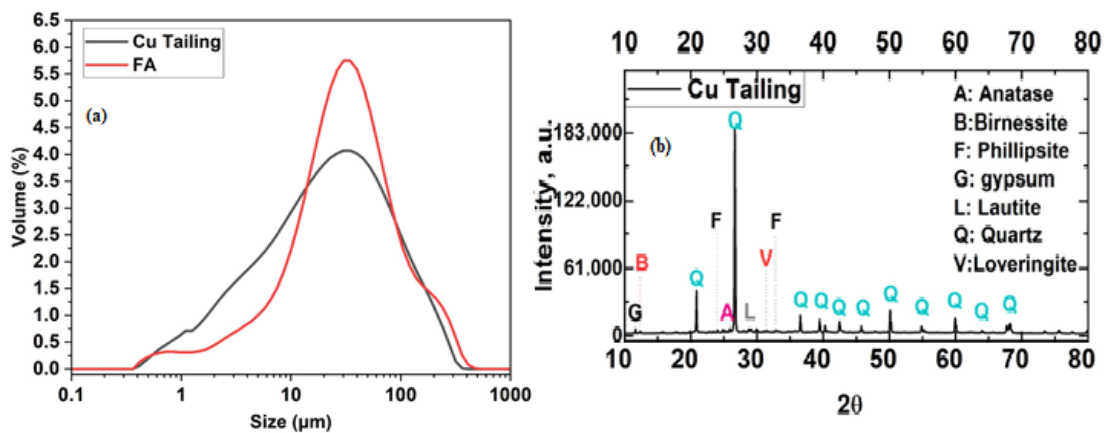 6.5
6.0
5.5
5.0
4.5
4.0
3.5
3.0
2.5
2.0
1.5
1.0
0.5
0.0
Volume (%)
Cu Tailing
FA
(a)
0.1 1 10 100 1000
Size (µm)
10 20 30 40 50 60 70 80
Cu Tailing
(b)
A: Anatase
B:Birnessite
F: Phillipsite
G: gypsum
L: Lautite
Q: Quartz
V:Loveringite
183,000
122,000
61,000
0
Intensity, a.u.
Q
F F
B V
Q
G A L
Q Q Q Q Q Q Q Q Q
10 20 30 40 50 60 70 80
2θ